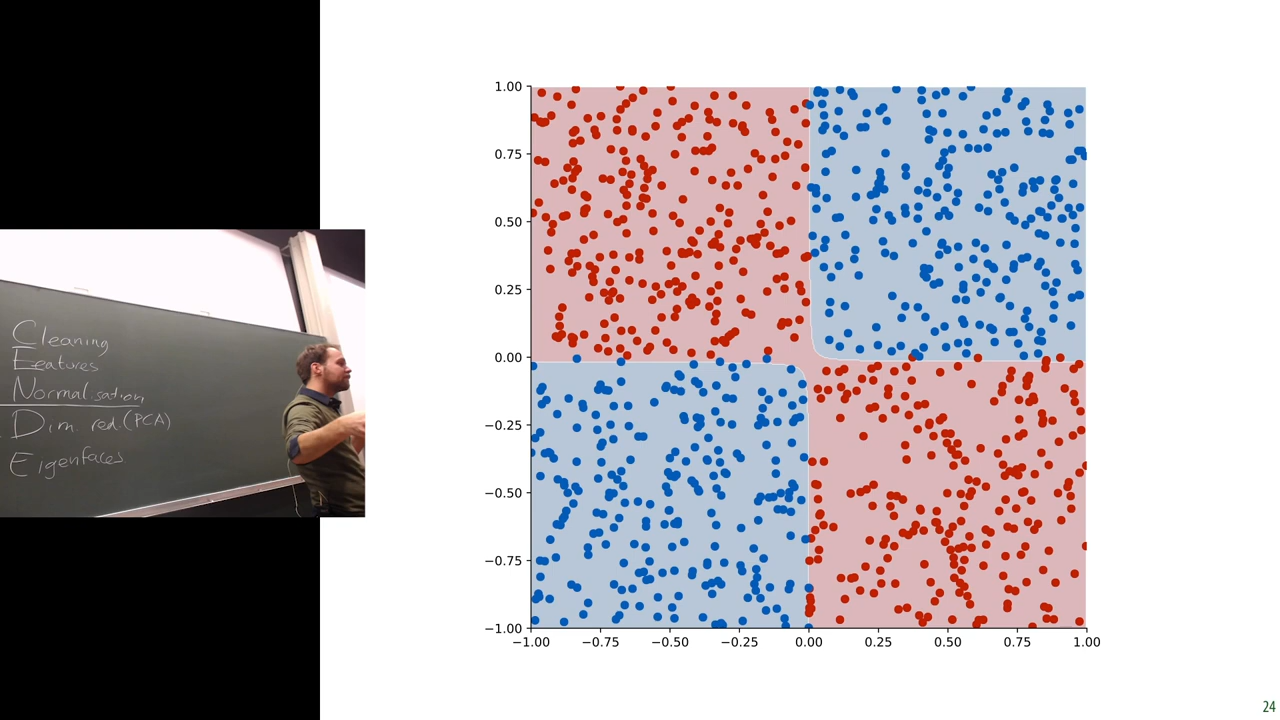 Cleaning
Features
Normalisation
Dim. red. (PCA)
Eigenfaces
1.00
0.75
0.50
0.25
0.00
−0.25
−0.50
−0.75
−1.00
−1.00 −0.75 −0.50 −0.25 0.00 0.25 0.50 0.75 1.00
24